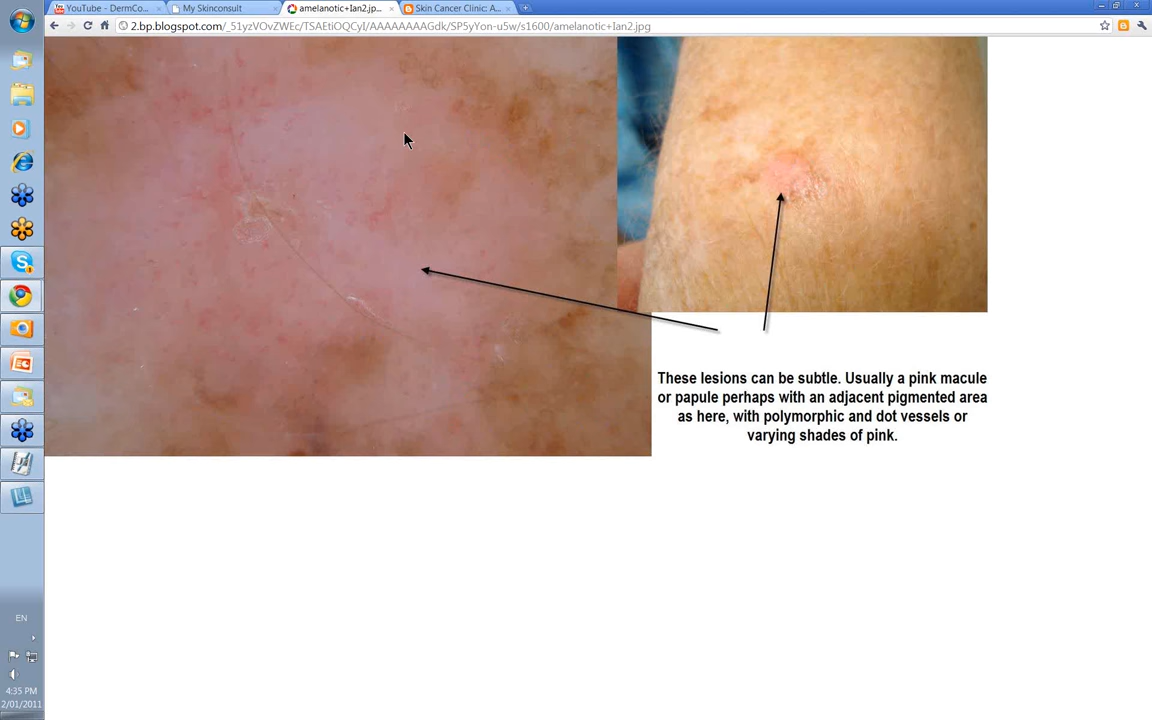 YouTube - DermCo...
My Skinconsult
amelanotic+Ian2.jp...
Skin Cancer Clinic: A...
2.bp.blogspot.com/_51yzVOvZWEc/TSAEtiOQCyI/AAAAAAAAGdk/SP5yYon-u5w/s1600/amelanotic+Ian2.jpg
These lesions can be subtle. Usually a pink macule
or papule perhaps with an adjacent pigmented area
as here, with polymorphic and dot vessels or
varying shades of pink.
EN
4:35 PM
2/01/2011